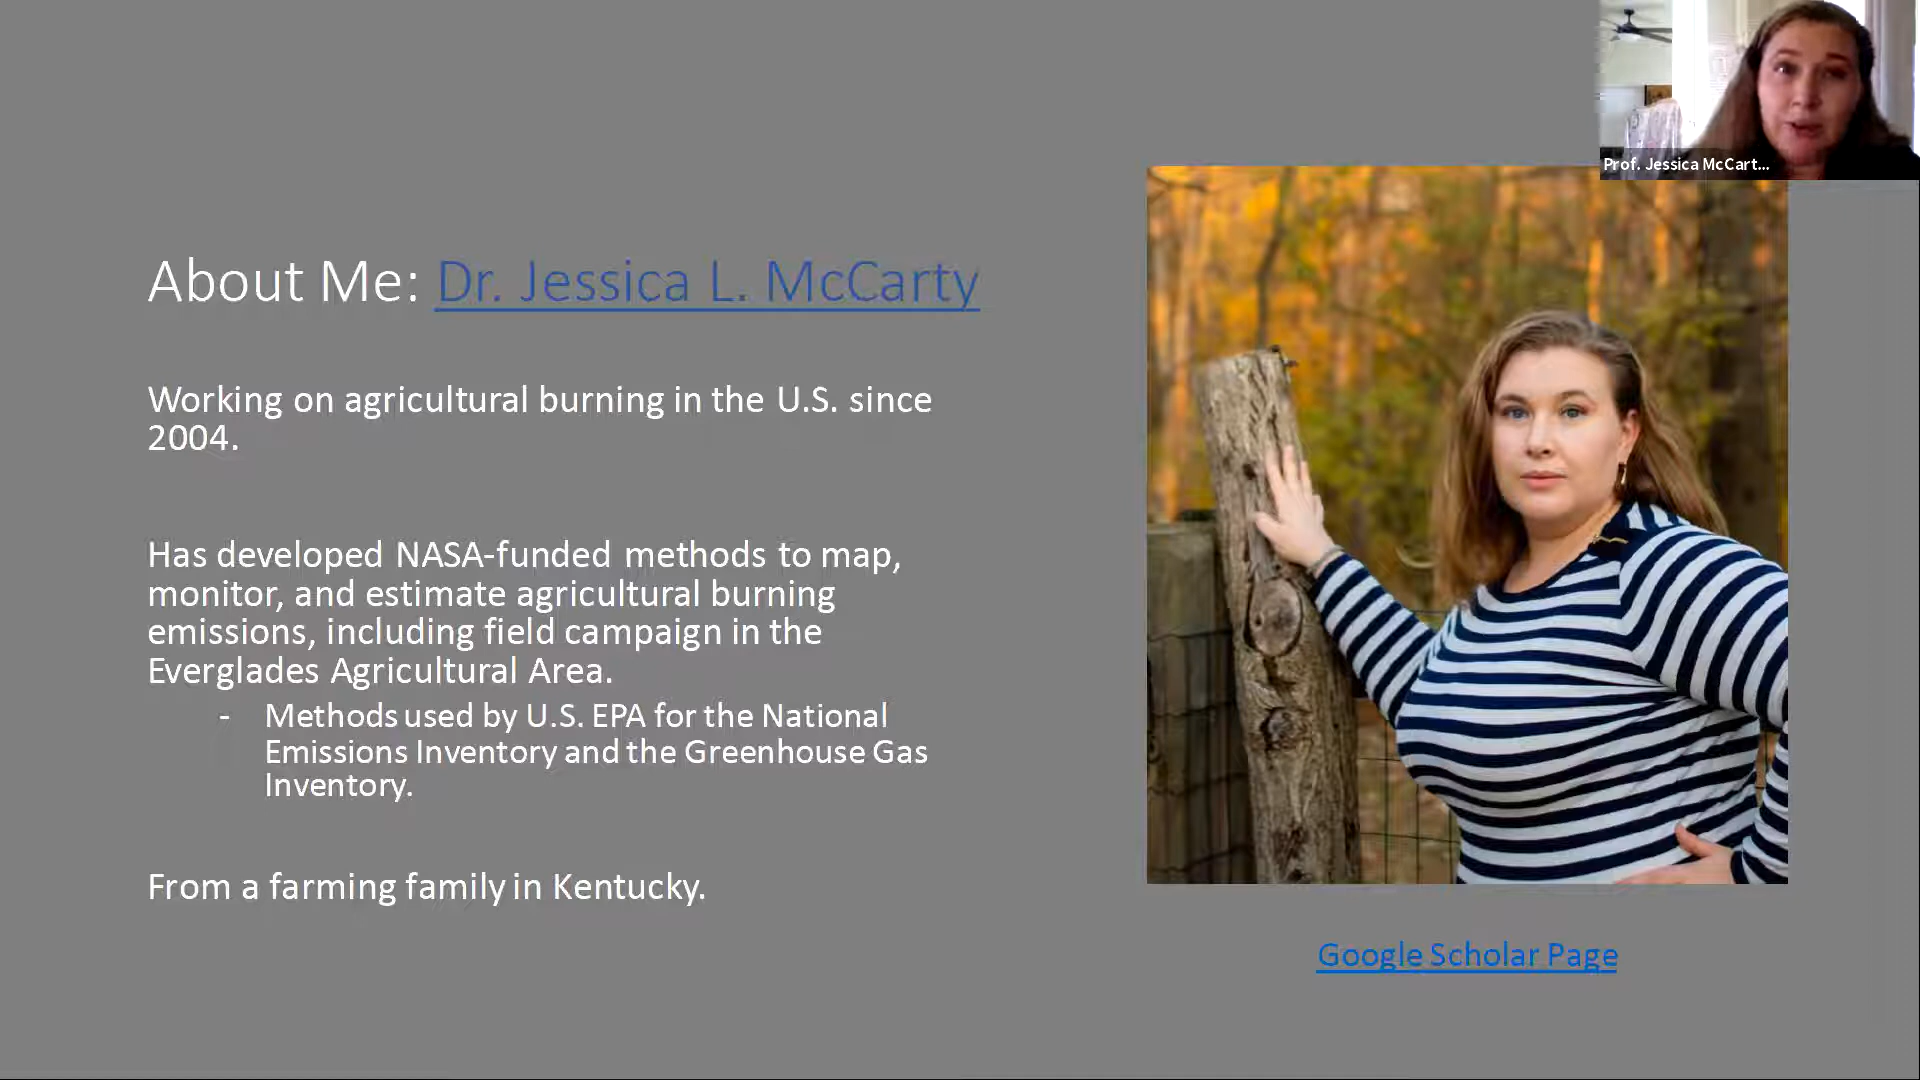 Prof. Jessica McCart...
About Me: Dr. Jessica L. McCarty
Working on agricultural burning in the U.S. since
2004.
Has developed NASA-funded methods to map,
monitor, and estimate agricultural burning
emissions, including field campaign in the
Everglades Agricultural Area.
- Methods used by U.S. EPA for the National
Emissions Inventory and the Greenhouse Gas
Inventory.
From a farming family in Kentucky.
Google Scholar Page